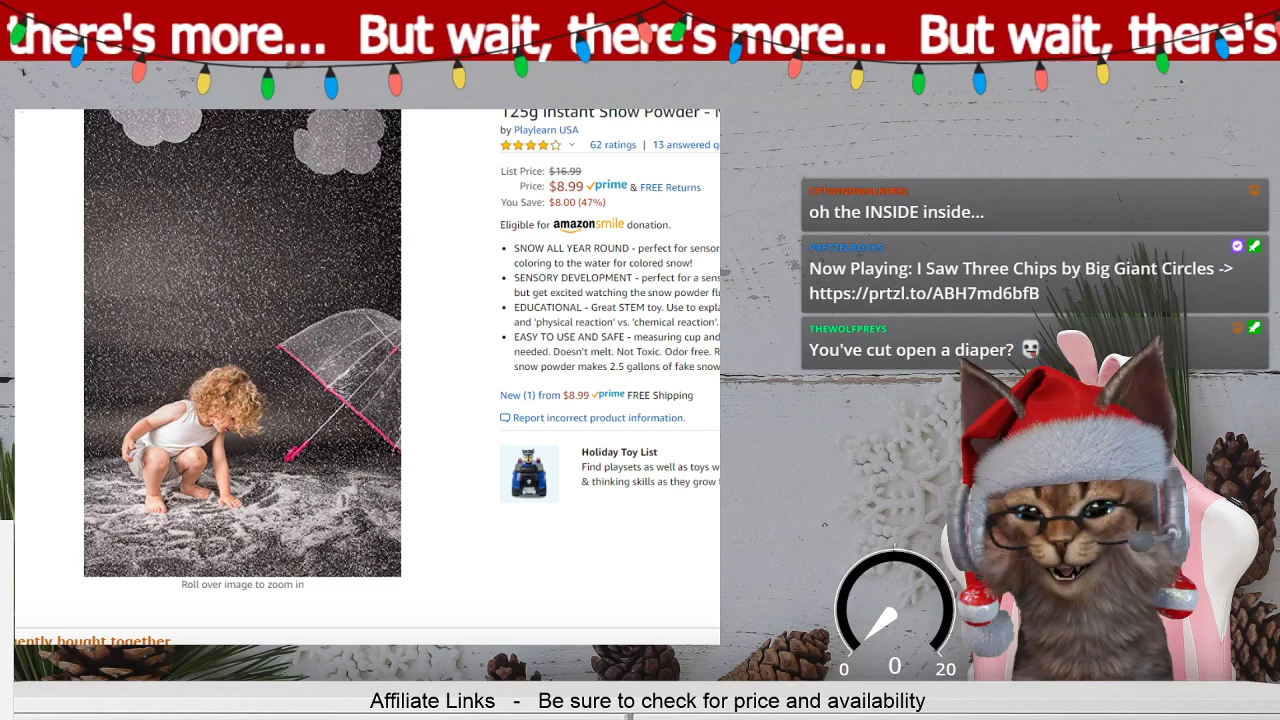 there's more... But wait, there's more... But wait, there's
125g Instant Snow Powder -
by Playlearn USA
62 ratings | 13 answered q
List Price: $16.99
Price: $8.99 prime & FREE Returns
You Save: $8.00 (47%)
Eligible for amazonsmile donation.
SNOW ALL YEAR ROUND - perfect for sensor
coloring to the water for colored snow!
SENSORY DEVELOPMENT - perfect for a sens
but get excited watching the snow powder
EDUCATIONAL - Great STEM toy. Use to expla
and 'physical reaction' vs. 'chemical reaction'.
EASY TO USE AND SAFE - measuring cup and
needed. Doesn't melt. Not Toxic. Odor free. R
snow powder makes 2.5 gallons of fake snow
New (1) from $8.99 prime FREE Shipping
Report incorrect product information.
Holiday Toy List
Find playsets as well as toys w
& thinking skills as they grow
Roll over image to zoom in
ently bought together
oh the INSIDE inside...
PRETZELROCKS
Now Playing: I Saw Three Chips by Big Giant Circles ->
https://prtzl.to/ABH7md6bfB
THEWOLFPREYS
You've cut open a diaper?
0 0 20
Affiliate Links - Be sure to check for price and availability